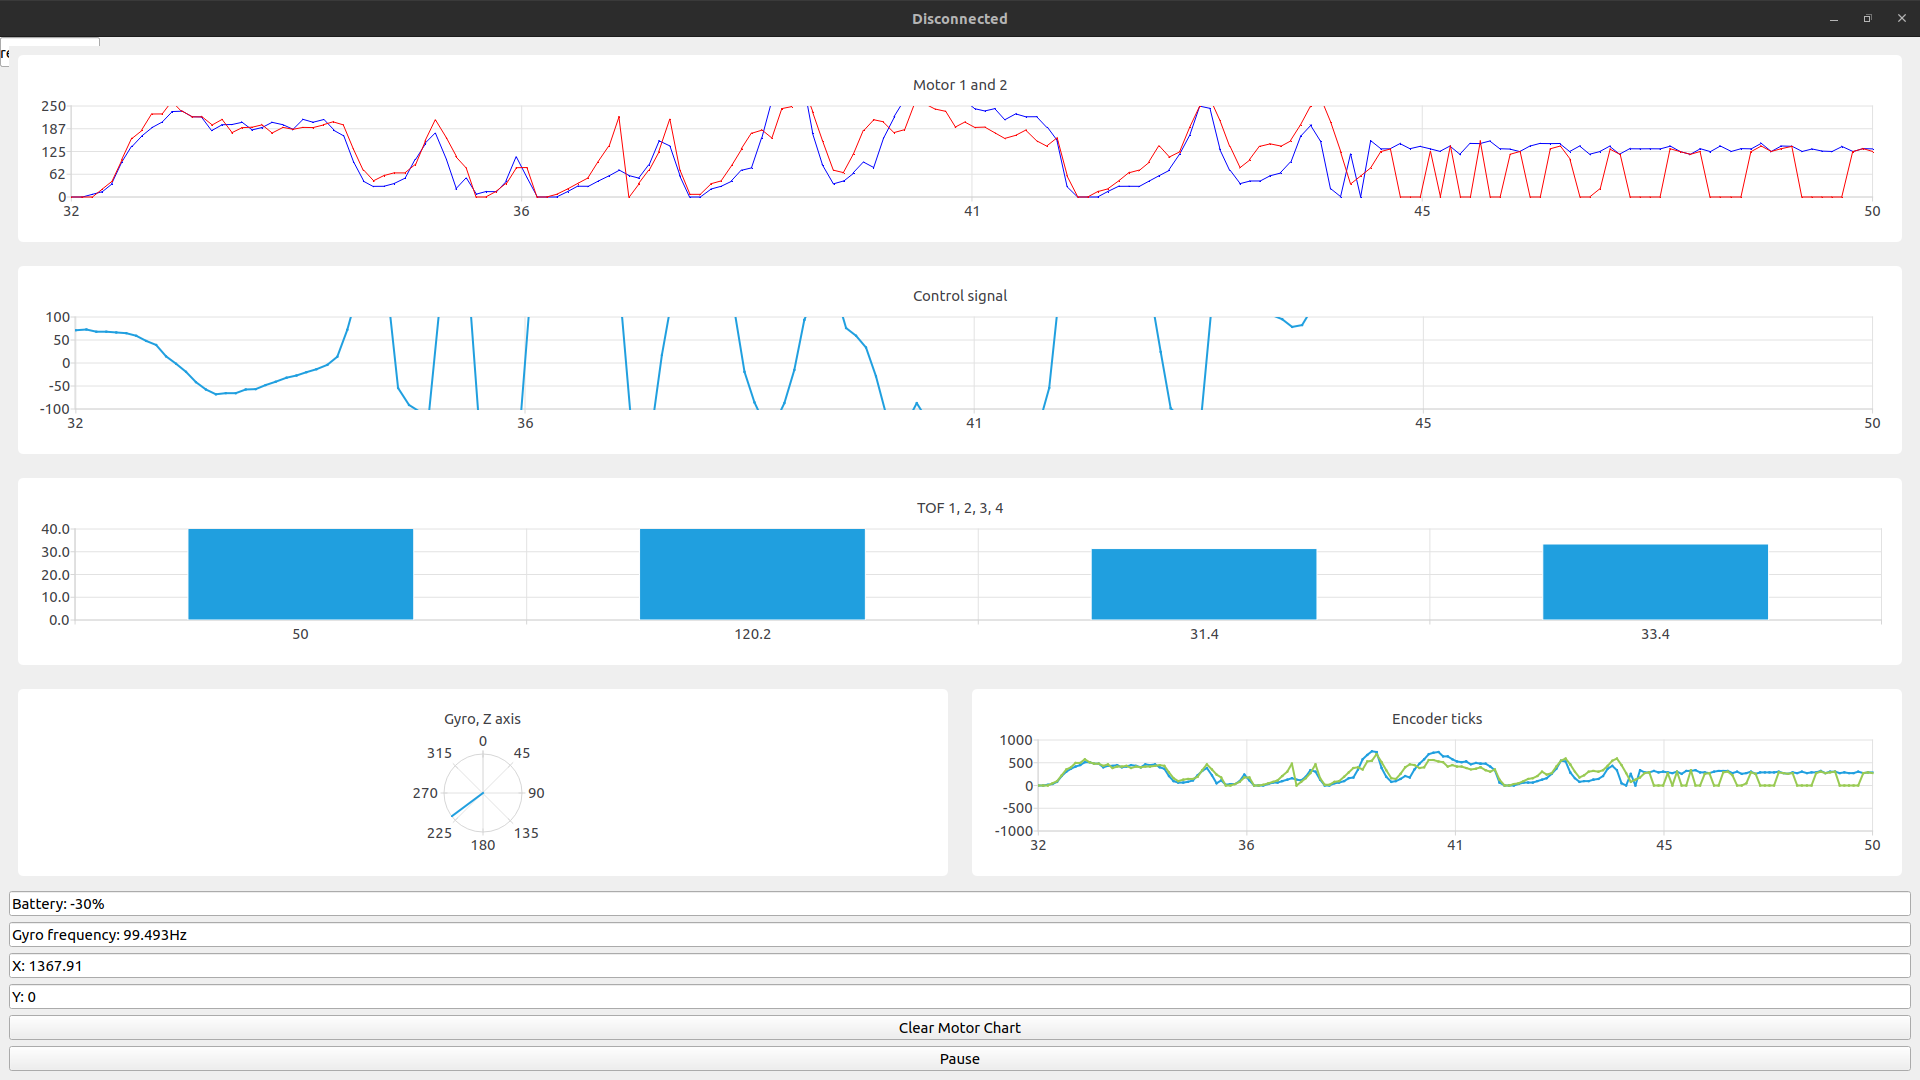 Disconnected
Motor 1 and 2
250
187
125
62
0
32 36 41 45 50
Control signal
100
50
0
-50
-100
32 36 41 45 50
TOF 1, 2, 3, 4
40.0
30.0
20.0
10.0
0.0
50 120.2 31.4 33.4
Gyro, Z axis
0
315 45
270 90
225 135
180
Encoder ticks
1000
500
0
-500
-1000
32 36 41 45 50
Battery: -30%
Gyro frequency: 99.493Hz
X: 1367.91
Y: 0
Clear Motor Chart
Pause